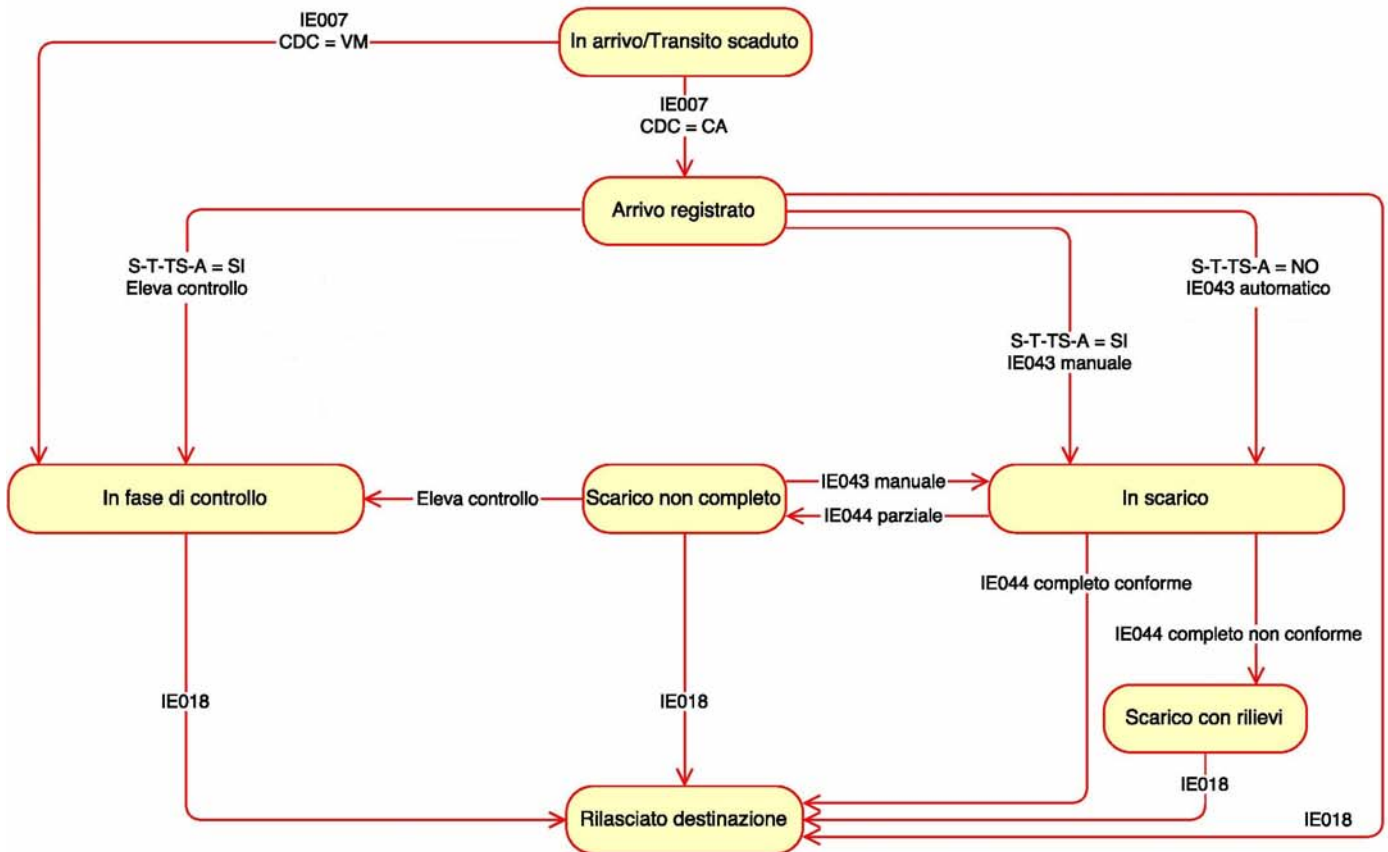 IE007
CDC = VM
In arrivo/Transito scaduto
IE007
CDC = CA
Arrivo registrato
S-T-TS-A = SI
Eleva controllo
S-T-TS-A = NO
IE043 automatico
S-T-TS-A = SI
IE043 manuale
In fase di controllo
Eleva controllo
Scarico non completo
IE043 manuale
IE044 parziale
In scarico
IE044 completo conforme
IE044 completo non conforme
IE018
IE018
Scarico con rilievi
IE018
Rilasciato destinazione
IE018